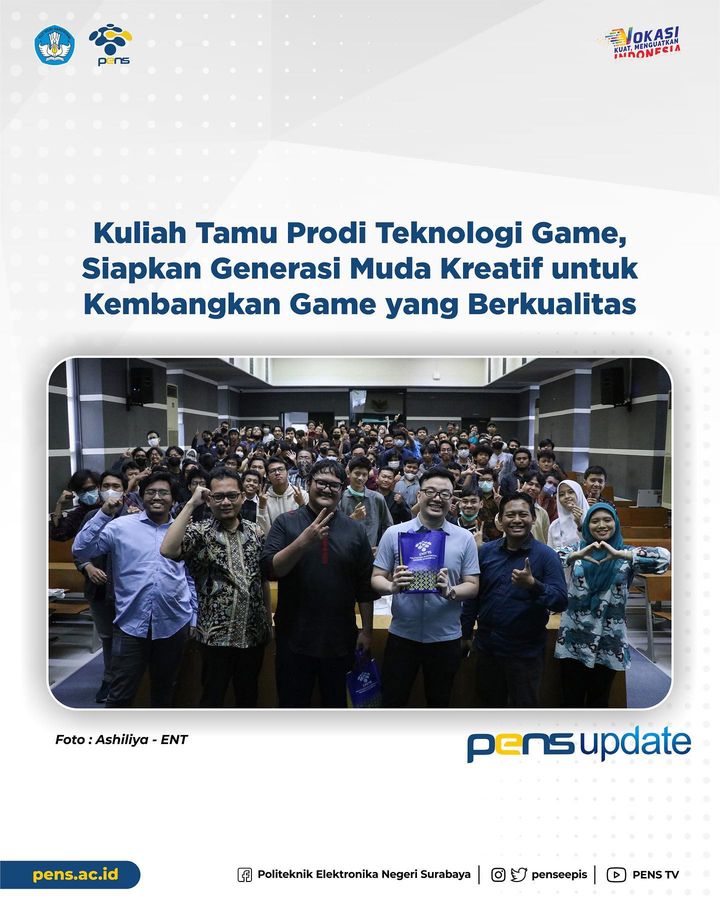 pens
VOKASI
KUAT, MENGUATKAN
INDONESIA
Kuliah Tamu Prodi Teknologi Game,
Siapkan Generasi Muda Kreatif untuk
Kembangkan Game yang Berkualitas
Foto : Ashiliya - ENT
pens update
pens.ac.id
Politeknik Elektronika Negeri Surabaya
penseepis
PENS TV